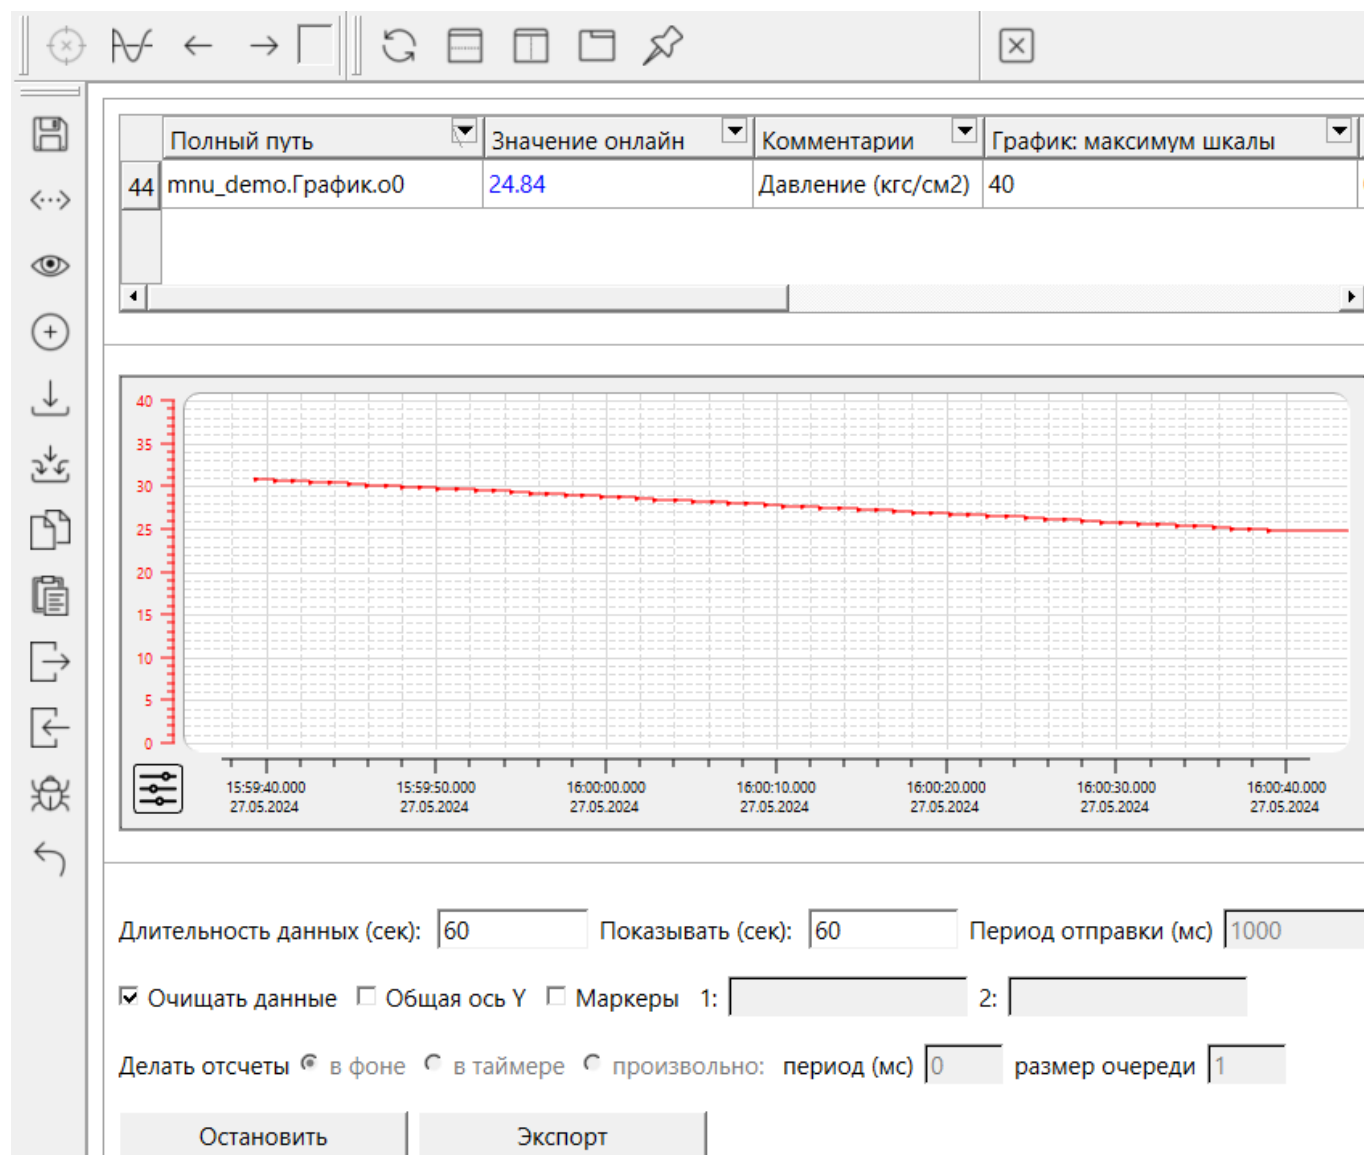 Полный путь Значение онлайн Комментарии График: максимум шкалы
44 mnu_demo.График.o0 24.84 Давление (кгс/см2) 40
40
35
30
25
20
15
10
5
0
15:59:40.000 15:59:50.000 16:00:00.000 16:00:10.000 16:00:20.000 16:00:30.000 16:00:40.000
27.05.2024 27.05.2024 27.05.2024 27.05.2024 27.05.2024 27.05.2024 27.05.2024
Длительность данных (сек): 60 Показывать (сек): 60 Период отправки (мс) 1000
Очищать данные Общая ось Y Маркеры 1: 2:
Делать отсчеты в фоне в таймере произвольно: период (мс) 0 размер очереди 1
Остановить Экспорт